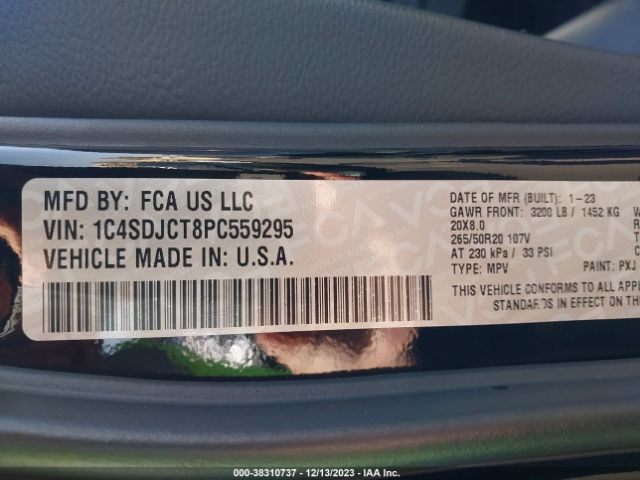 MFD BY: FCA US LLC
VIN: 1C4SDJCT8PC559295
VEHICLE MADE IN: U.S.A.
DATE OF MFR (BUILT): 1-23
GAWR FRONT: 3200 LB / 1452 KG
20X8.0
265/50R20 107V
AT 230 kPa / 33 PSI
TYPE: MPV PAINT: PXJ
THIS VEHICLE CONFORMS TO ALL
STANDARDS IN EFFECT ON THE
000-38310737 - 12/13/2023 - IAA Inc.